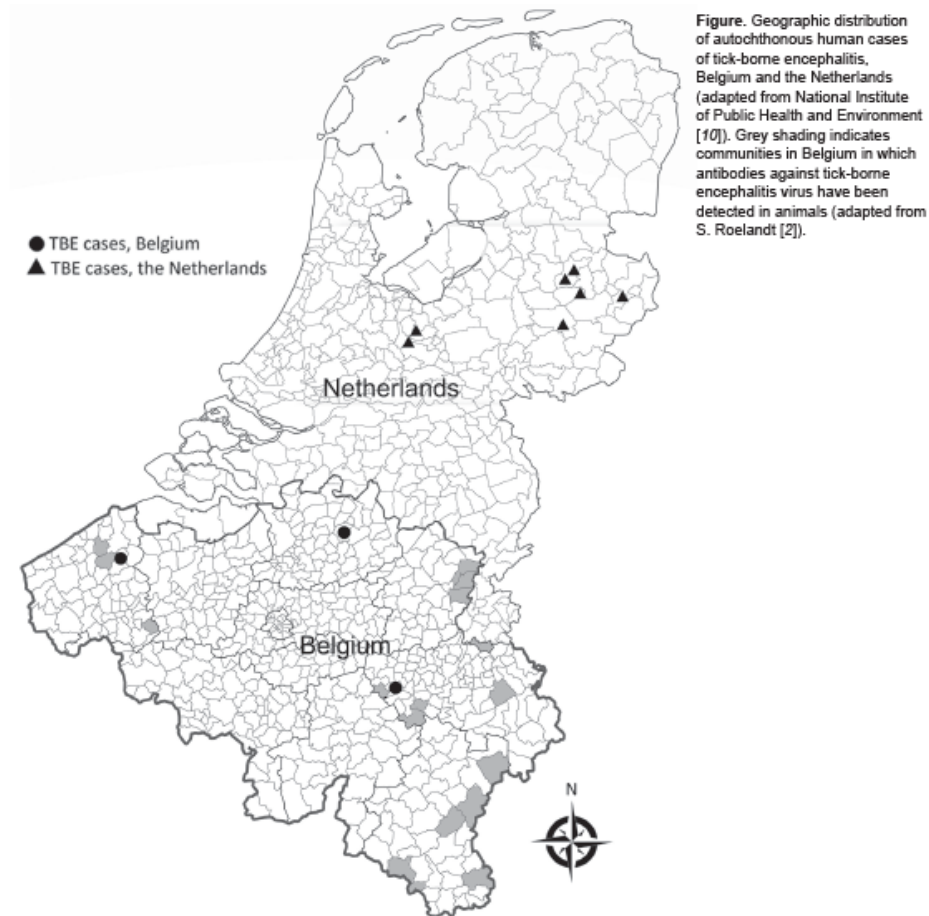 Figure. Geographic distribution
of autochthonous human cases
of tick-borne encephalitis,
Belgium and the Netherlands
(adapted from National Institute
of Public Health and Environment
[10]). Grey shading indicates
communities in Belgium in which
antibodies against tick-borne
encephalitis virus have been
detected in animals (adapted from
S. Roelandt [2]).
TBE cases, Belgium
TBE cases, the Netherlands
Netherlands
Belgium
N